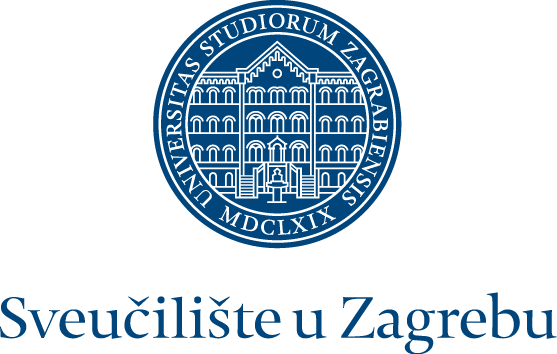 UNIVERSITAS STUDIORUM ZAGRABIENSIS
MDCLXIX
Sveučilište u Zagrebu